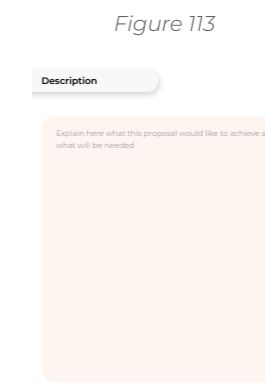 Figure 113
Description
Explain here what this proposal would like to achieve a
what will be needed